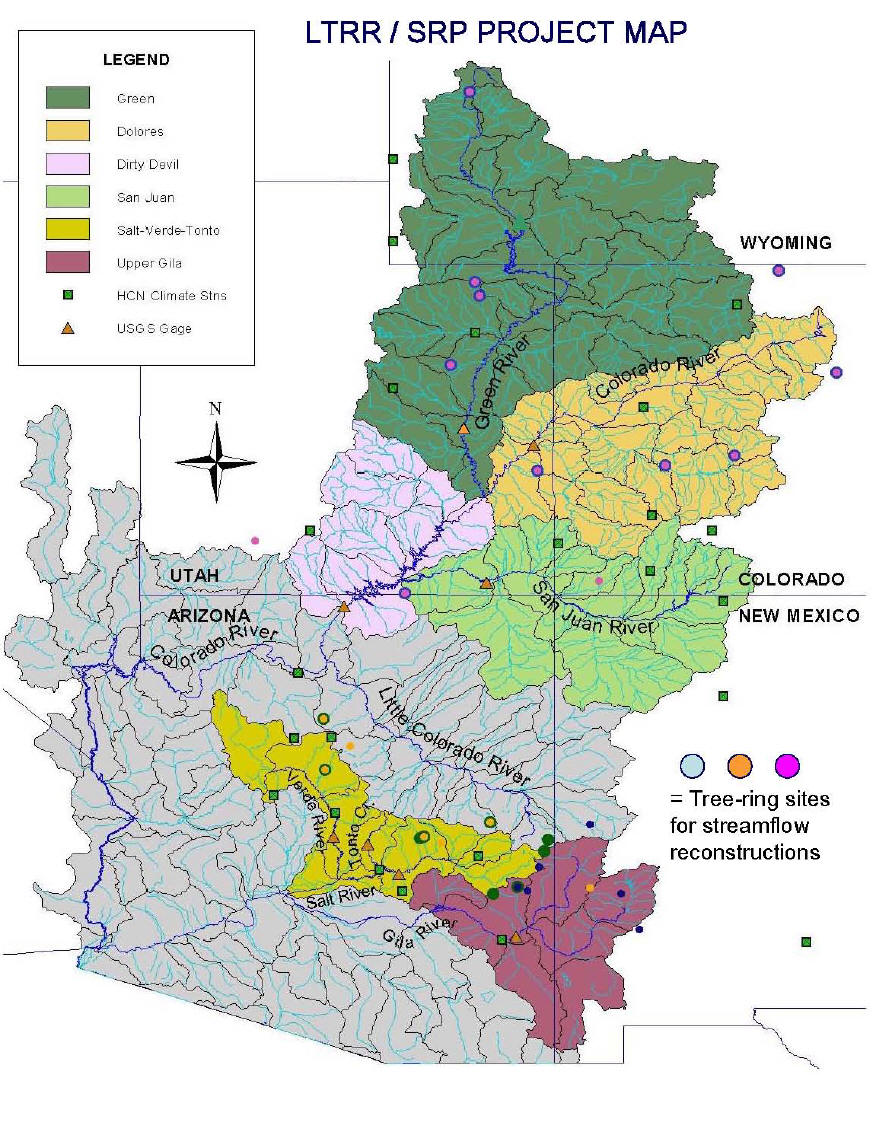 LTRR / SRP PROJECT MAP
LEGEND
Green
Dolores
Dirty Devil
San Juan
Salt-Verde-Tonto
Upper Gila
HCN Climate Stns
USGS Gage
WYOMING
Green River
Colorado River
N
UTAH
ARIZONA
COLORADO
NEW MEXICO
Colorado River
San Juan River
Little Colorado River
Verde River
Tonto C
Salt River
Gila River
= Tree-ring sites
for streamflow
reconstructions